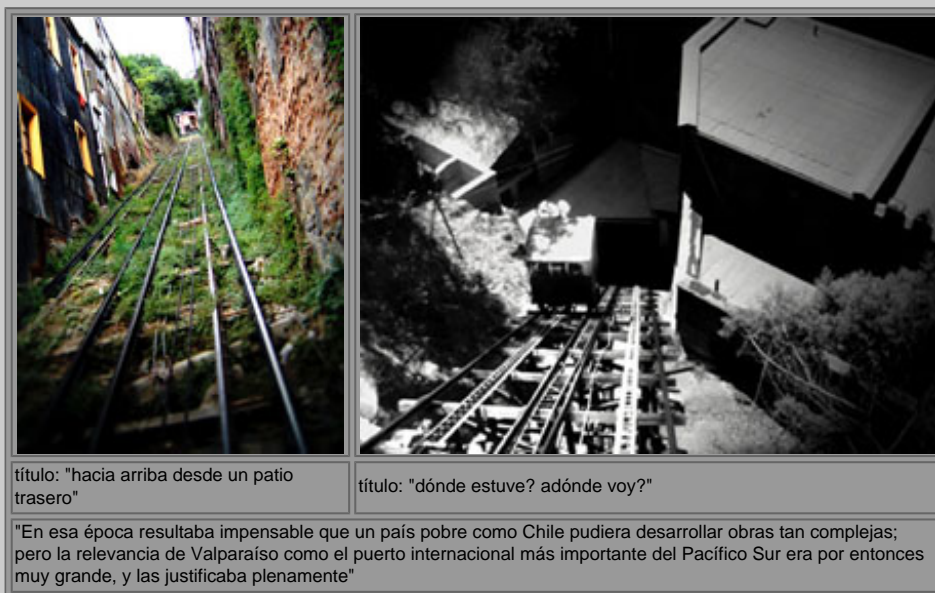 título: "hacia arriba desde un patio
trasero"
título: "dónde estuve? adónde voy?"
"En esa época resultaba impensable que un país pobre como Chile pudiera desarrollar obras tan complejas;
pero la relevancia de Valparaíso como el puerto internacional más importante del Pacífico Sur era por entonces
muy grande, y las justificaba plenamente"